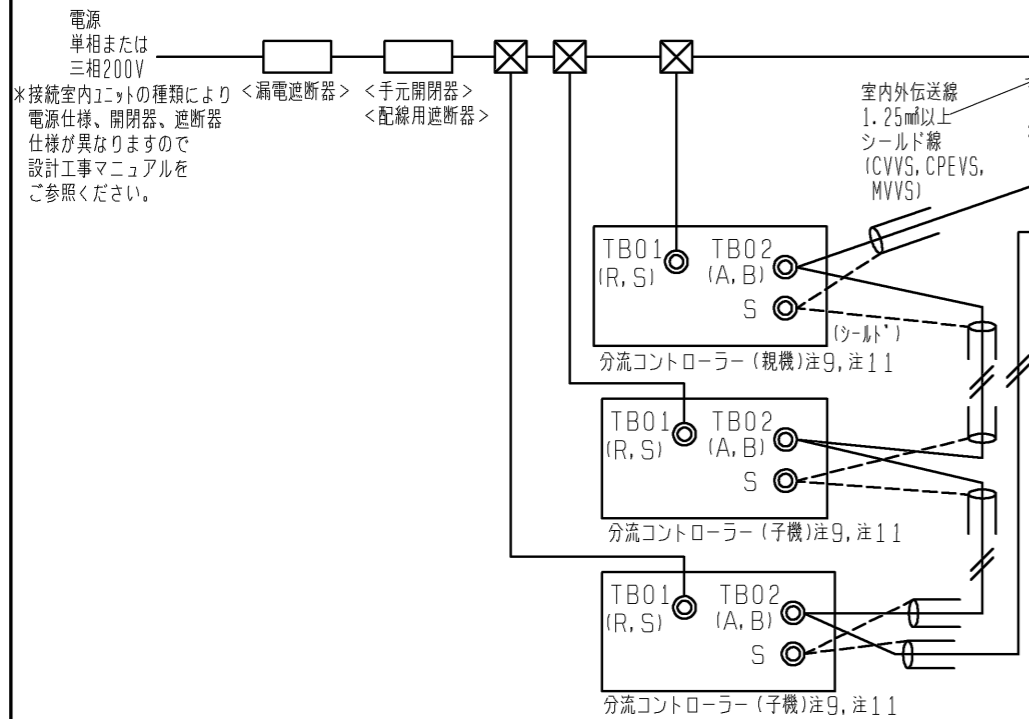 電源
単相または
三相200V
*接続室内ユニットの種類により
電源仕様、開閉器、遮断器
仕様が異なりますので
設計工事マニュアルを
ご参照ください。
<漏電遮断器>
<手元開閉器>
<配線用遮断器>
室内外伝送線
1.25㎟以上
シールド線
(CVVS, CPEVS,
MVVS)
TB01
(R, S)
TB02
(A, B)
S
(シールド)
分流コントローラー(親機)注9, 注11
TB01
(R, S)
TB02
(A, B)
S
分流コントローラー(子機)注9, 注11
TB01
(R, S)
TB02
(A, B)
S
分流コントローラー(子機)注9, 注11